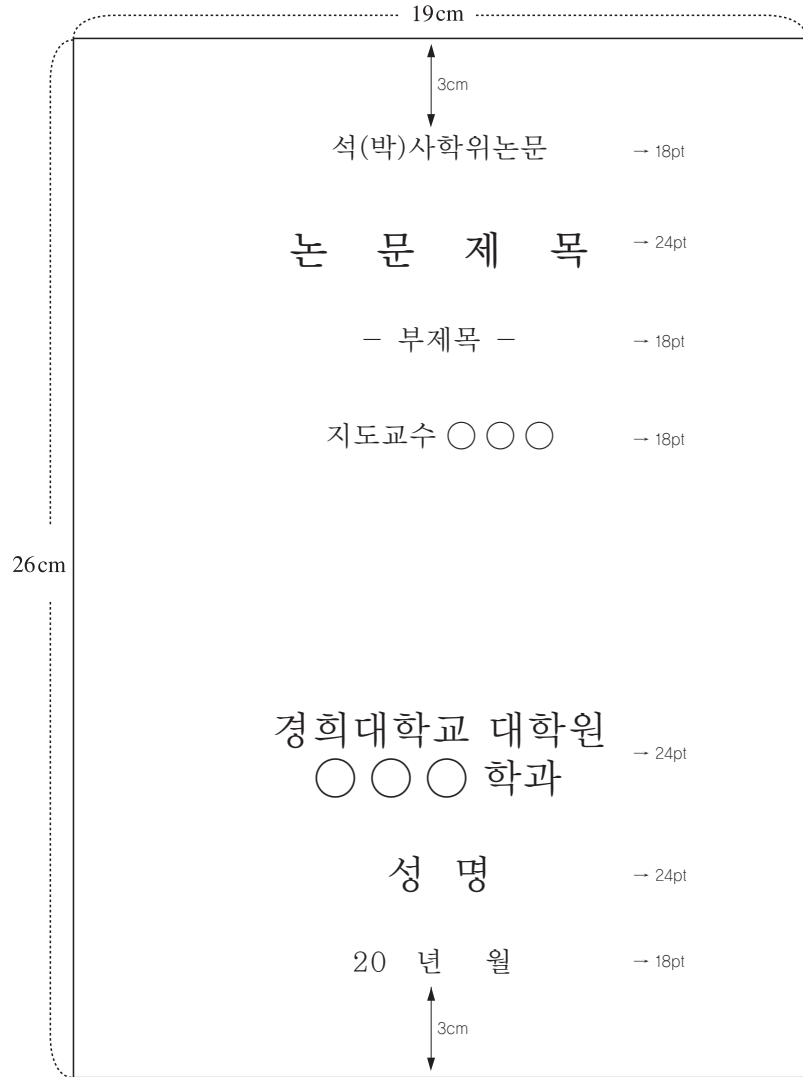 19cm
3cm
석(박)사학위논문 → 18pt
논 문 제 목 → 24pt
- 부제목 - → 18pt
지도교수 ○ ○ ○ → 18pt
26cm
경희대학교 대학원
○ ○ ○ 학과 → 24pt
성 명 → 24pt
20 년 월 → 18pt
3cm